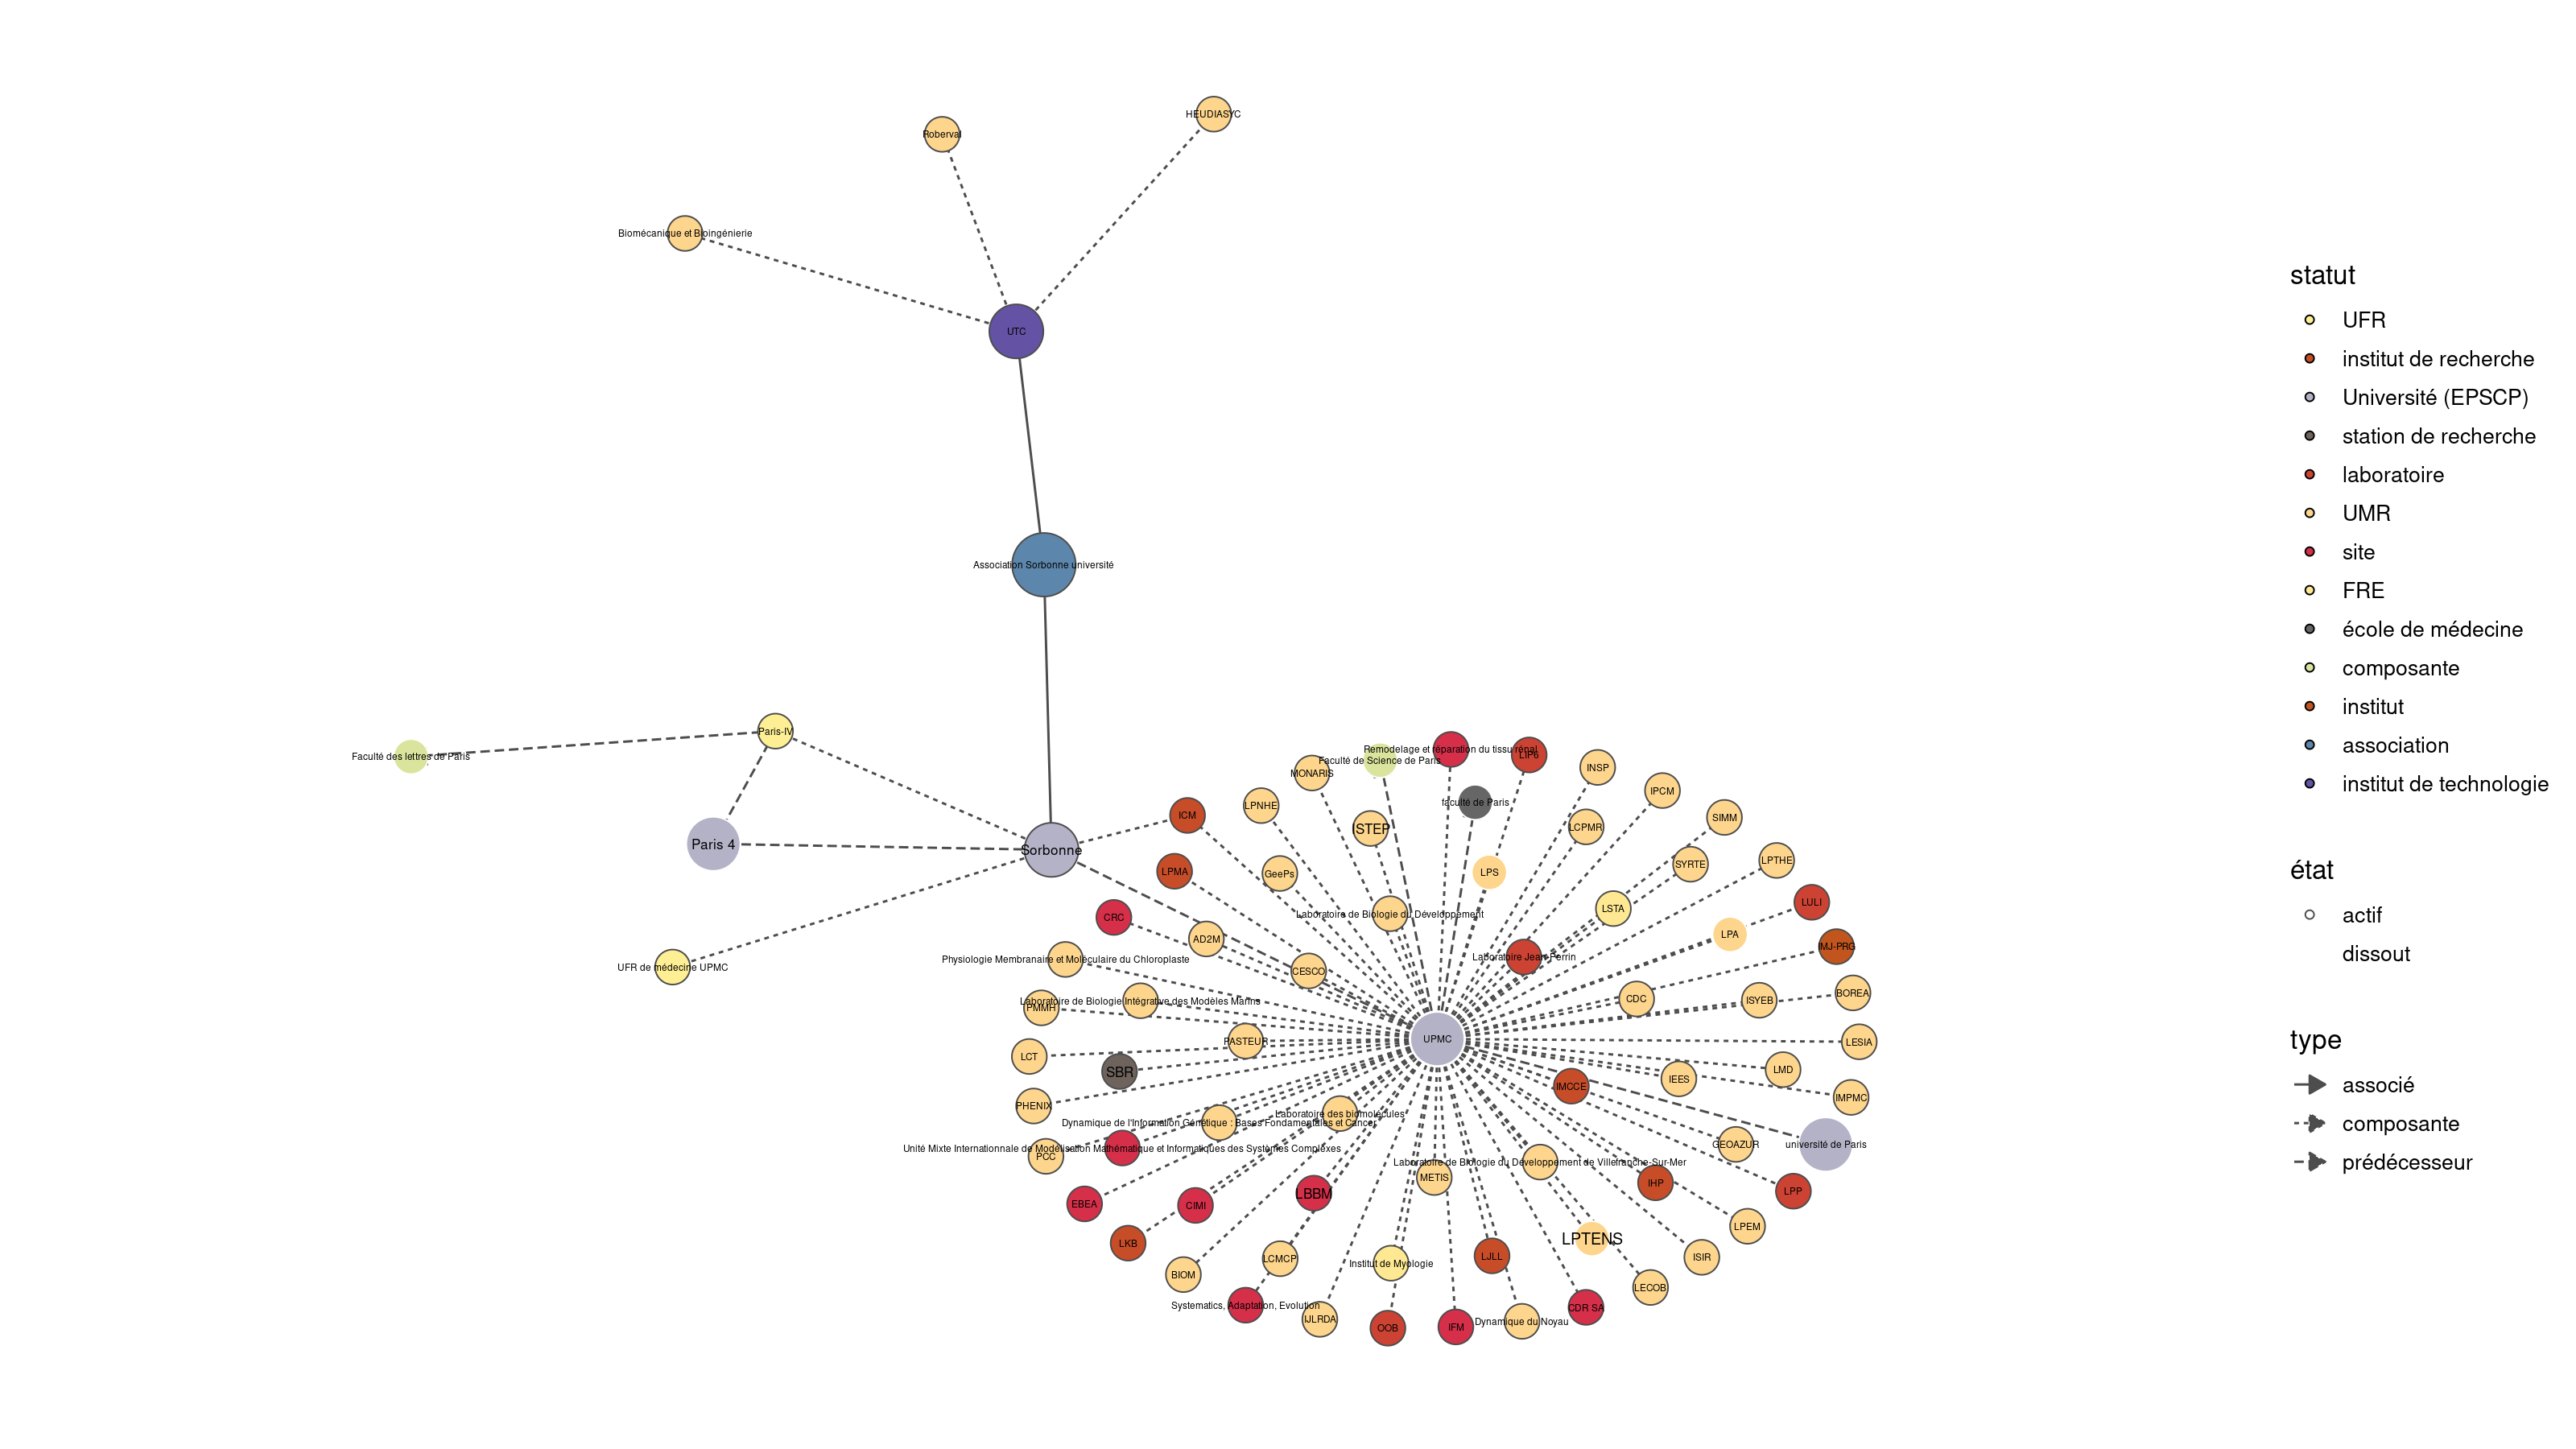 HEUDIASYC
Roberval
Biomécanique et Bioingénierie
UTC
Association Sorbonne université
Paris-IV
Faculté des lettres de Paris
Paris 4
Sorbonne
UFR de médecine UPMC
Remodelage et réparation du tissu rénal
LIP6
Faculté de Science de Paris
MONARIS
INSP
IPCM
faculté de Paris
LPNHE
ICM
ISTEP
LCPMR
SIMM
SYRTE
LPTHE
LPMA
GeePs
LPS
LULI
LSTA
CRC
Laboratoire de Biologie du Développement
LPA
AD2M
MJ-PRG
Physiologie Membranaire et Moléculaire du Chloroplaste
Laboratoire Jean-Perrin
CESCO
BOREA
CDC
ISYEB
Laboratoire de Biologie Intégrative des Modèles Marins
PMMH
UPMC
PASTEUR
LESIA
LCT
SBR
LMD
IEES
IMCCE
IMPMC
PHENIX
Laboratoire des biomolécules
Dynamique de l'Information Génétique : Bases Fondamentales et Cancer
GEOAZUR
université de Paris
Unité Mixte Internationnale de Modélisation Mathématique et Informatiques des Systèmes Complexes
PCC
Laboratoire de Biologie du Développement de Villefranche-Sur-Mer
METIS
IHP
LPP
LBBM
EBEA
CIMI
LPEM
LKB
LPTENS
LJLL
ISIR
LCMCP
Institut de Myologie
BIOM
LECOB
Systematics, Adaptation, Evolution
CDR SA
IJLRDA
Dynamique du Noyau
OOB
IFM
statut
UFR
institut de recherche
Université (EPSCP)
station de recherche
laboratoire
UMR
site
FRE
école de médecine
composante
institut
association
institut de technologie
état
actif
dissout
type
associé
composante
prédécesseur